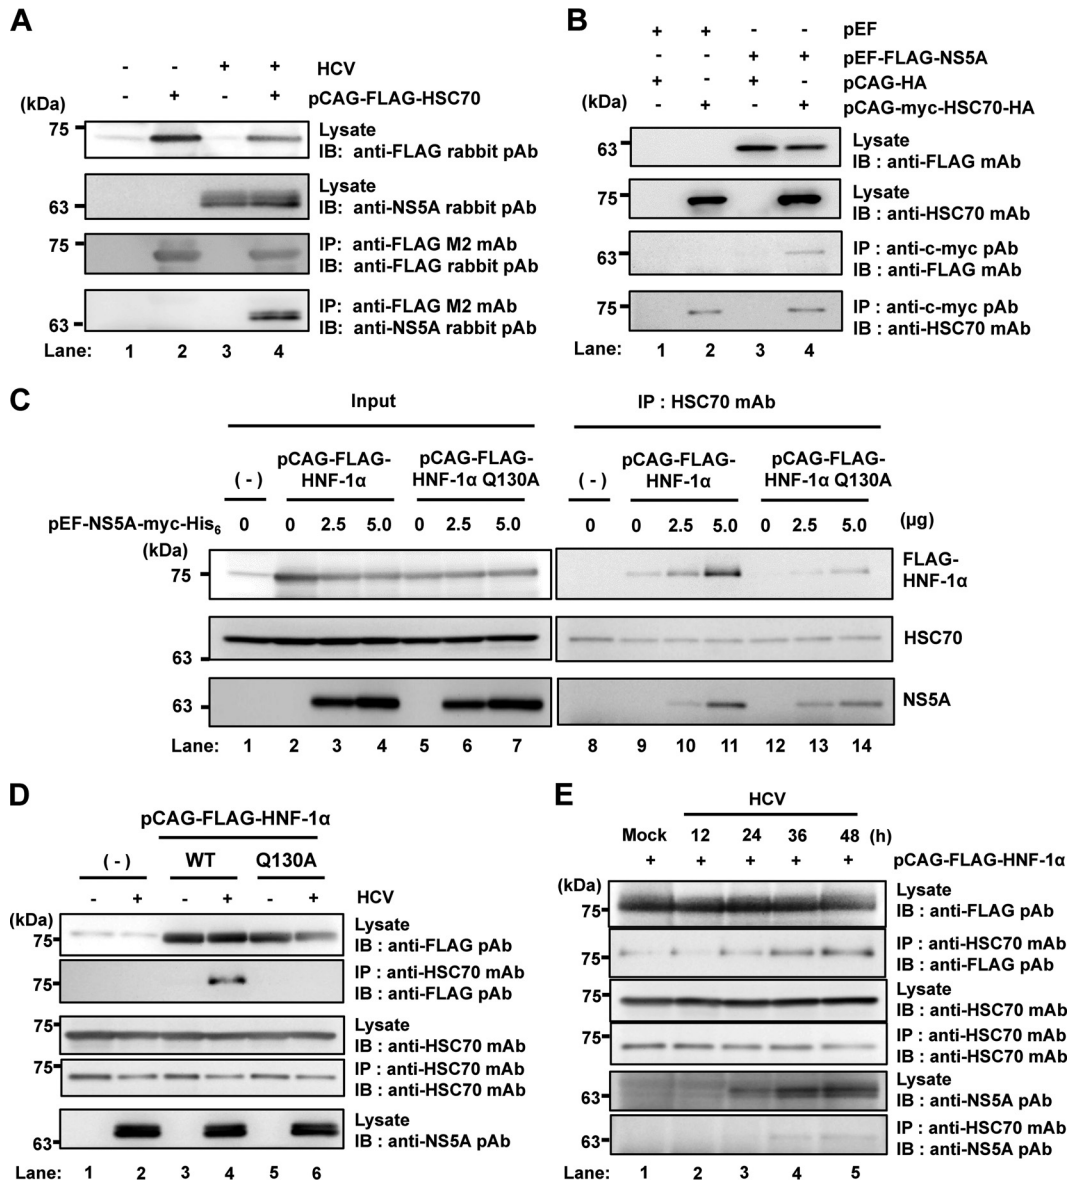 A
- - + + HCV
- + - + pCAG-FLAG-HSC70
(kDa)
75
Lysate
IB: anti-FLAG rabbit pAb
Lysate
63
IB: anti-NS5A rabbit pAb
75
IP: anti-FLAG M2 mAb
IB: anti-FLAG rabbit pAb
IP: anti-FLAG M2 mAb
63
IB: anti-NS5A rabbit pAb
Lane: 1 2 3 4
B
+ + - - pEF
- - + + pEF-FLAG-NS5A
+ - + - pCAG-HA
(kDa)
- + - + pCAG-myc-HSC70-HA
63
Lysate
IB : anti-FLAG mAb
75
Lysate
IB : anti-HSC70 mAb
63
IP : anti-c-myc pAb
IB : anti-FLAG mAb
75
IP : anti-c-myc pAb
IB : anti-HSC70 mAb
Lane: 1 2 3 4
C
Input
IP : HSC70 mAb
( - )
pCAG-FLAG-
HNF-1α
pCAG-FLAG-
HNF-1α Q130A
( - )
pCAG-FLAG-
HNF-1α
pCAG-FLAG-
HNF-1α Q130A
pEF-NS5A-myc-His6 0 0 2.5 5.0 0 2.5 5.0 0 0 2.5 5.0 0 2.5 5.0 (µg)
(kDa)
75
FLAG-
HNF-1α
HSC70
63
63
NS5A
Lane: 1 2 3 4 5 6 7 8 9 10 11 12 13 14
D
pCAG-FLAG-HNF-1α
( - ) WT Q130A
- + - + - + HCV
(kDa)
75
Lysate
IB : anti-FLAG pAb
75
IP : anti-HSC70 mAb
IB : anti-FLAG pAb
75
Lysate
IB : anti-HSC70 mAb
75
IP : anti-HSC70 mAb
IB : anti-HSC70 mAb
Lysate
63
IB : anti-NS5A pAb
Lane: 1 2 3 4 5 6
E
HCV
Mock 12 24 36 48 (h)
+ + + + + pCAG-FLAG-HNF-1α
(kDa)
75
Lysate
IB : anti-FLAG pAb
75
IP : anti-HSC70 mAb
IB : anti-FLAG pAb
75
Lysate
IB : anti-HSC70 mAb
75
IP : anti-HSC70 mAb
IB : anti-HSC70 mAb
63
Lysate
IB : anti-NS5A pAb
63
IP : anti-HSC70 mAb
IB : anti-NS5A pAb
Lane: 1 2 3 4 5